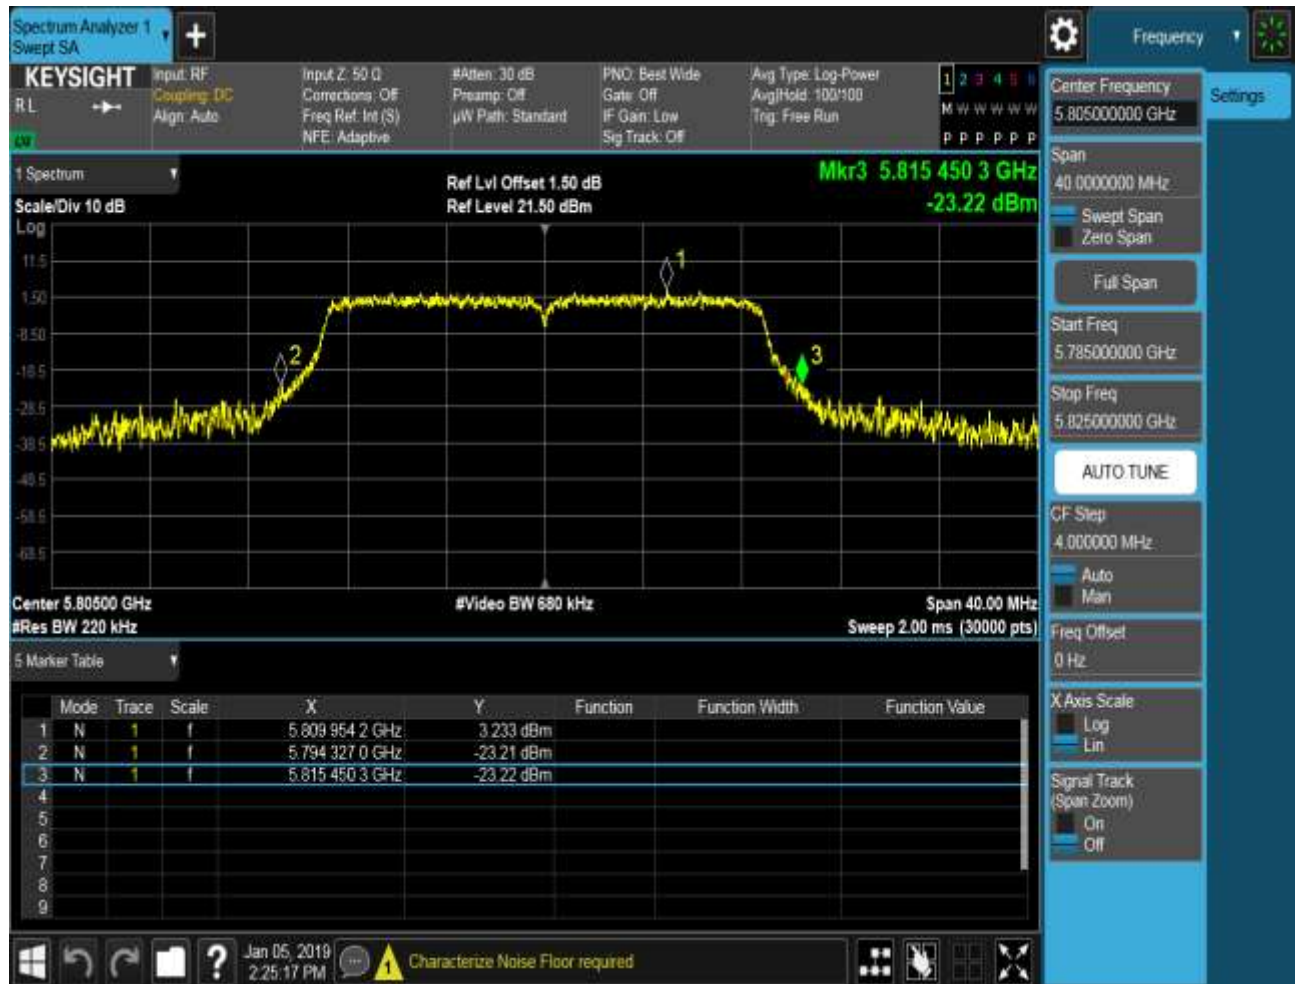 Spectrum Analyzer 1
Swept SA
+
Frequency
KEYSIGHT
R L
Input: RF
Coupling: DC
Align: Auto
Input Z: 50 Ω
Corrections: Off
Freq Ref: Int (S)
NFE: Adaptive
#Atten: 30 dB
Preamp: Off
µW Path: Standard
PNO: Best Wide
Gate: Off
IF Gain: Low
Sig Track: Off
Avg Type: Log-Power
Avg|Hold: 100/100
Trig: Free Run
1 2 3 4 5 6
M W W W W W
P P P P P P
Center Frequency
5.805000000 GHz
Settings
Span
40.0000000 MHz
Swept Span
Zero Span
Full Span
Start Freq
5.785000000 GHz
Stop Freq
5.825000000 GHz
AUTO TUNE
CF Step
4.000000 MHz
Auto
Man
Freq Offset
0 Hz
X Axis Scale
Log
Lin
Signal Track
(Span Zoom)
On
Off
1 Spectrum
Scale/Div 10 dB
Log
Ref Lvl Offset 1.50 dB
Ref Level 21.50 dBm
Mkr3 5.815 450 3 GHz
-23.22 dBm
11.5
1.50
-8.50
-18.5
-28.5
-38.5
-48.5
-58.5
-68.5
1
2
3
Center 5.80500 GHz
#Res BW 220 kHz
#Video BW 680 kHz
Span 40.00 MHz
Sweep 2.00 ms (30000 pts)
5 Marker Table
Mode Trace Scale X Y Function Function Width Function Value
1 N 1 f 5.809 954 2 GHz 3.233 dBm
2 N 1 f 5.794 327 0 GHz -23.21 dBm
3 N 1 f 5.815 450 3 GHz -23.22 dBm
4
5
6
7
8
9
?
Jan 05, 2019
2:25:17 PM
1
Characterize Noise Floor required